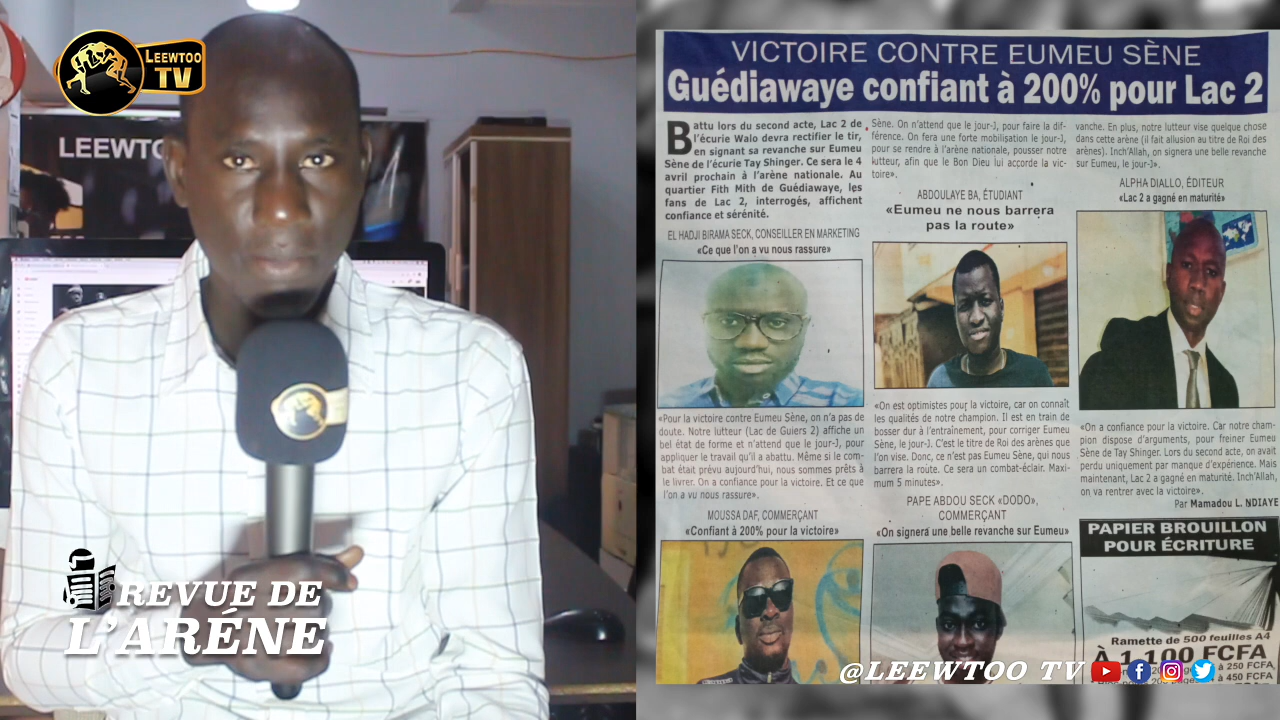 LEEWTOO
TV
LEEWTO
REVUE DE
L'ARÉNE
VICTOIRE CONTRE EUMEU SÈNE
Guédiawaye confiant à 200% pour Lac 2
Battu lors du second acte, Lac 2 de
l'écurie Walo devra rectifier le tir,
en signant sa revanche sur Eumeu
Sène de l'écurie Tay Shinger. Ce sera le 4
avril prochain à l'arène nationale. Au
quartier Fith Mith de Guédiawaye, les
fans de Lac 2, interrogés, affichent
confiance et sérénité.
EL HADJI BIRAMA SECK, CONSEILLER EN MARKETING
«Ce que l'on a vu nous rassure»
«Pour la victoire contre Eumeu Sène, on n'a pas de
doute. Notre lutteur (Lac de Guiers 2) affiche un
bel état de forme et n'attend que le jour-J, pour
appliquer le travail qu'il a abattu. Même si le com-
bat était prévu aujourd'hui, nous sommes prêts à
le livrer. On a confiance pour la victoire. Et ce que
l'on a vu nous rassure».
MOUSSA DAF, COMMERÇANT
«Confiant à 200% pour la victoire»
Sène. On n'attend que le jour-J, pour faire la dif-
férence. On fera une forte mobilisation le jour-J,
pour se rendre à l'arène nationale, pousser notre
lutteur, afin que le Bon Dieu lui accorde la vic-
toire».
ABDOULAYE BA, ÉTUDIANT
«Eumeu ne nous barrera
pas la route»
«On est optimistes pour la victoire, car on connaît
les qualités de notre champion. Il est en train de
bosser dur à l'entraînement, pour corriger Eumeu
Sène, le jour-J. C'est le titre de Roi des arènes que
l'on vise. Donc, ce n'est pas Eumeu Sène, qui nous
barrera la route. Ce sera un combat-éclair. Maxi-
mum 5 minutes».
PAPE ABDOU SECK «DODO»,
COMMERÇANT
«On signera une belle revanche sur Eumeu»
vanche. En plus, notre lutteur vise quelque chose
dans cette arène (il fait allusion au titre de Roi des
arènes). Inch'Allah, on signera une belle revanche
sur Eumeu, le jour-J».
ALPHA DIALLO, ÉDITEUR
«Lac 2 a gagné en maturité»
«On a confiance pour la victoire. Car notre cham-
pion dispose d'arguments, pour freiner Eumeu
Sène de Tay Shinger. Lors du second acte, on avait
perdu uniquement par manque d'expérience. Mais
maintenant, Lac 2 a gagné en maturité. Inch'Allah,
on va rentrer avec la victoire».
Par Mamadou L. NDIAYE
PAPIER BROUILLON
POUR ÉCRITURE
Ramette de 500 feuilles A4
À 1 100 FCFA
à 250 FCFA
à 450 FCFA
@LEEWTOO TV